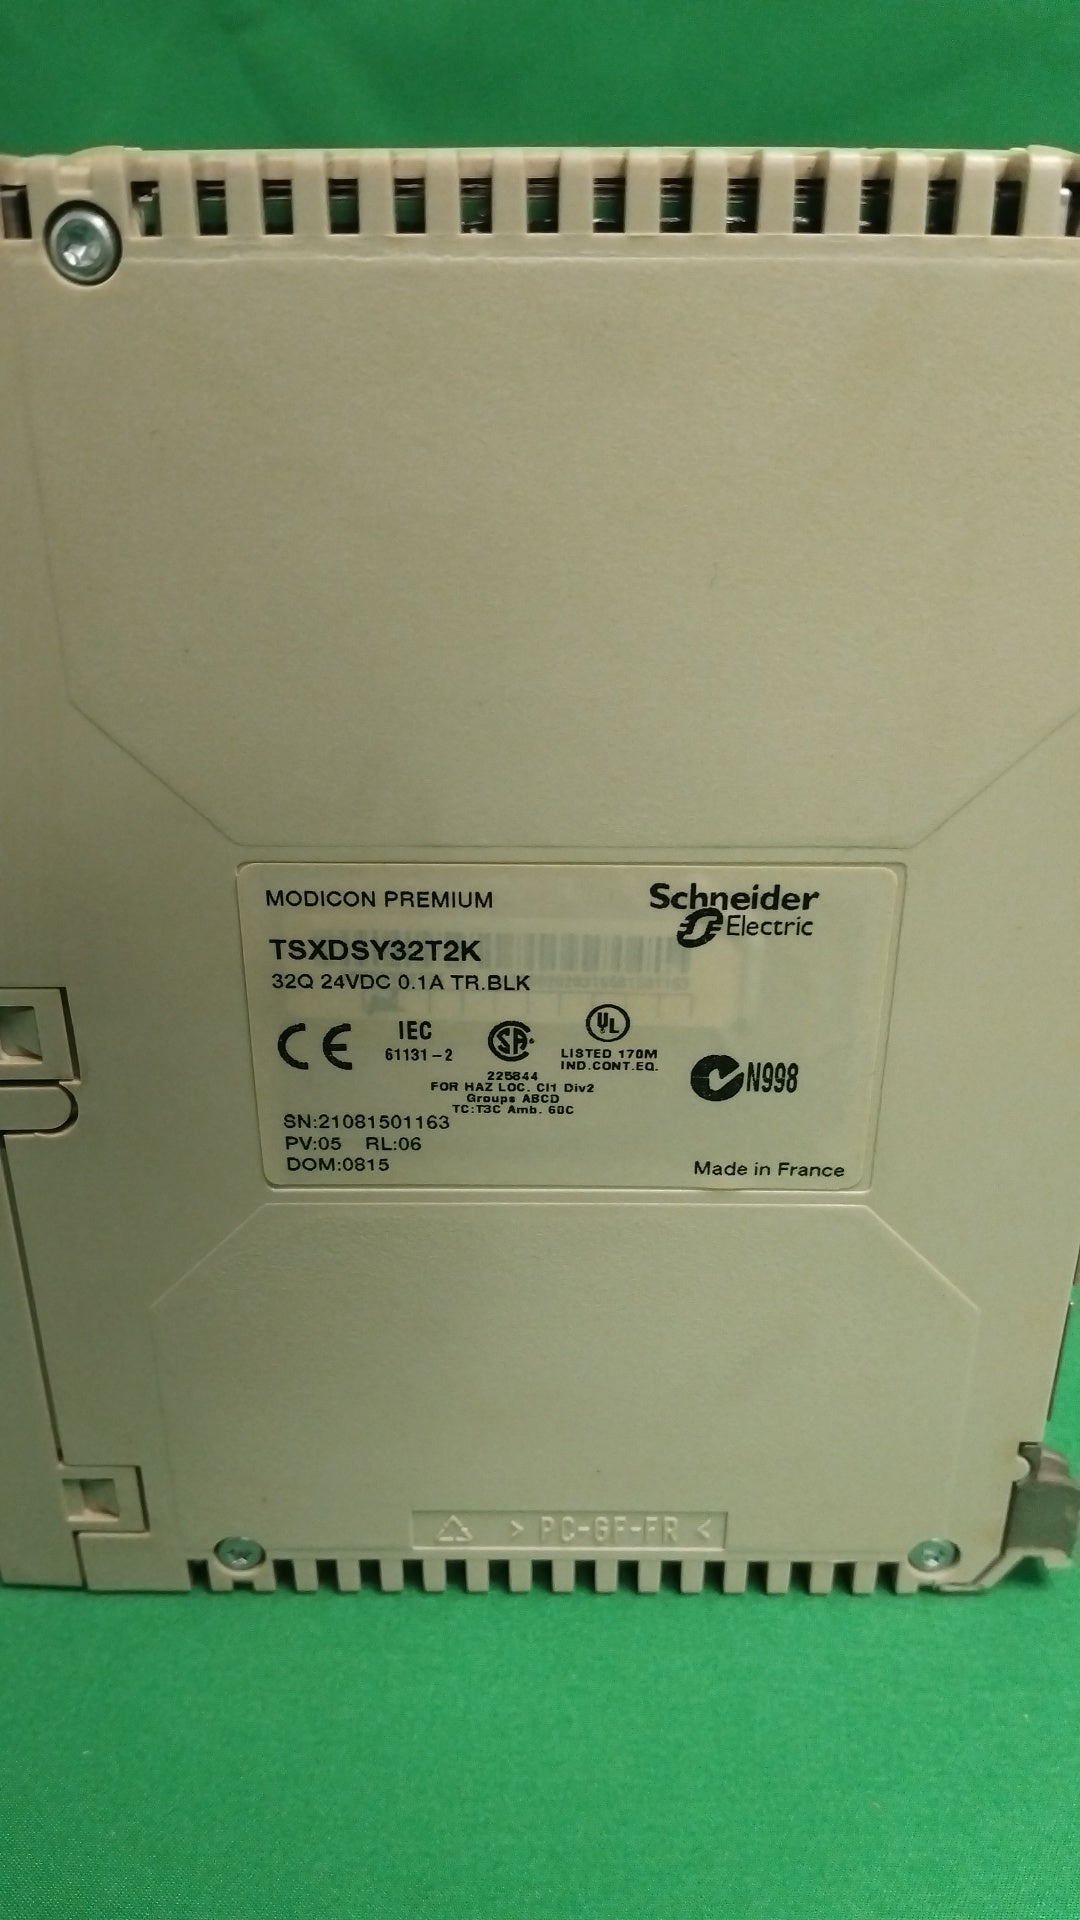 MODICON PREMIUM
Schneider
Electric
TSXDSY32T2K
32Q 24VDC 0.1A TR.BLK
CE
IEC
61131-2
SA
UL
LISTED 170M
IND.CONT.EQ.
225844
FOR HAZ LOC. Cl1 Div2
Groups ABCD
TC:T3C Amb. 60C
N998
SN:21081501163
PV:05 RL:06
DOM:0815
Made in France
> PC-GF-FR <